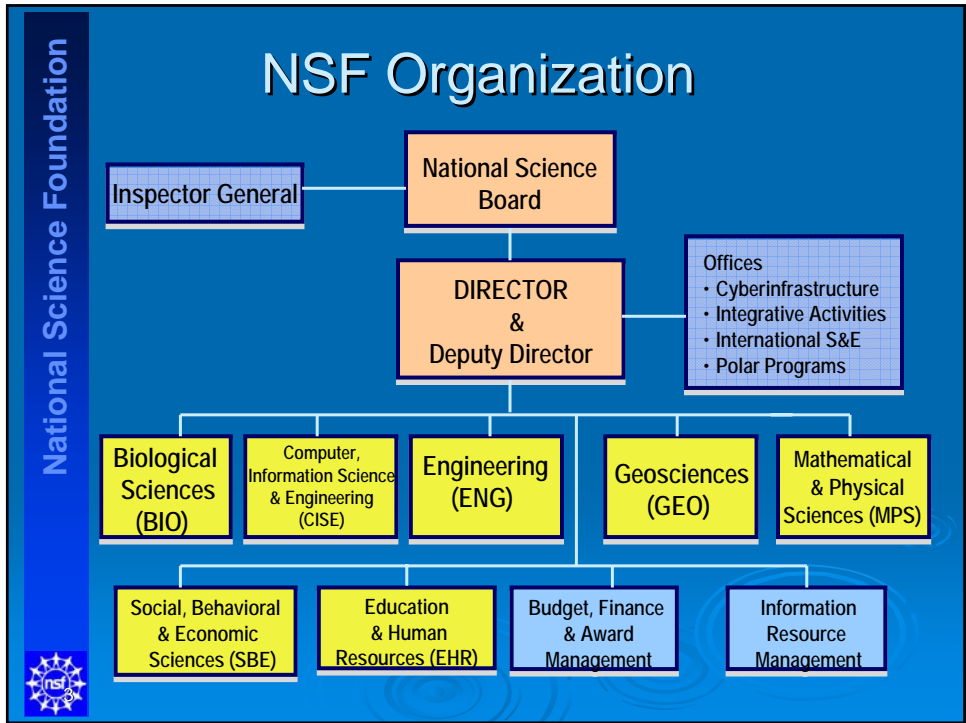 National Science Foundation
NSF Organization
Inspector General
National Science
Board
DIRECTOR
&
Deputy Director
Offices
• Cyberinfrastructure
• Integrative Activities
• International S&E
• Polar Programs
Biological
Sciences
(BIO)
Computer,
Information Science
& Engineering
(CISE)
Engineering
(ENG)
Geosciences
(GEO)
Mathematical
& Physical
Sciences (MPS)
Social, Behavioral
& Economic
Sciences (SBE)
Education
& Human
Resources (EHR)
Budget, Finance
& Award
Management
Information
Resource
Management
nsf
3